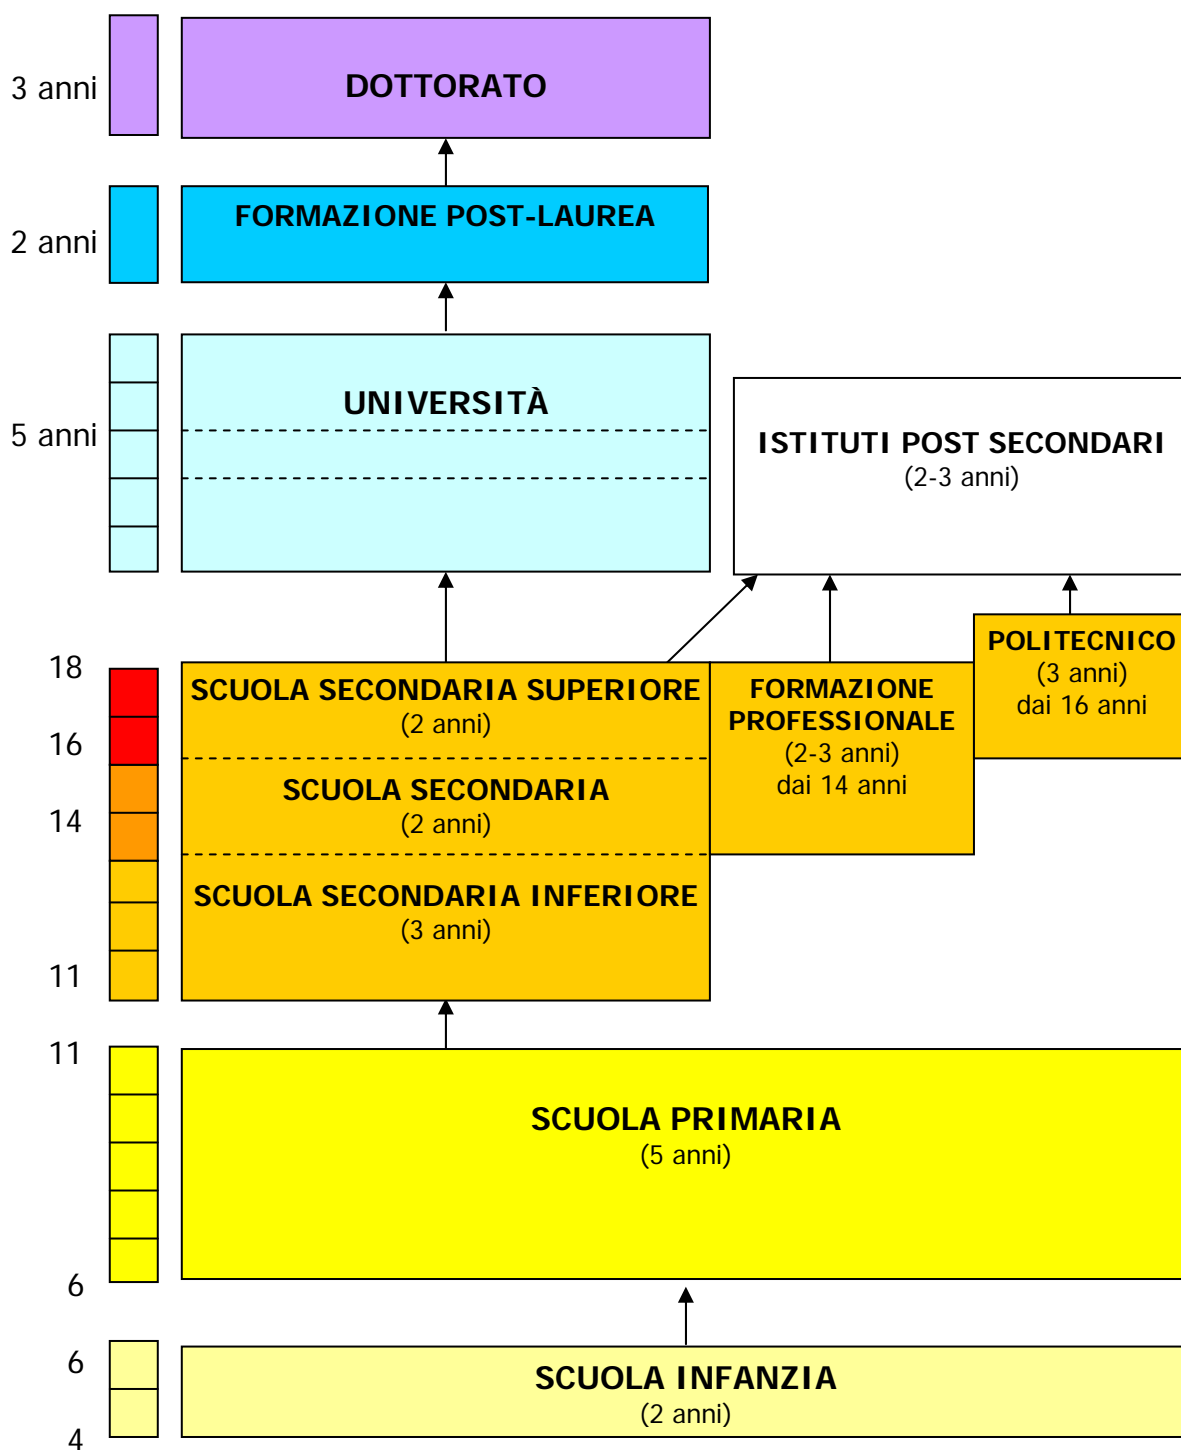 3 anni
DOTTORATO
2 anni
FORMAZIONE POST-LAUREA
5 anni
UNIVERSITÀ
ISTITUTI POST SECONDARI
(2-3 anni)
18
16
14
11
SCUOLA SECONDARIA SUPERIORE
(2 anni)
SCUOLA SECONDARIA
(2 anni)
SCUOLA SECONDARIA INFERIORE
(3 anni)
FORMAZIONE
PROFESSIONALE
(2-3 anni)
dai 14 anni
POLITECNICO
(3 anni)
dai 16 anni
11
SCUOLA PRIMARIA
(5 anni)
6
6
SCUOLA INFANZIA
(2 anni)
4